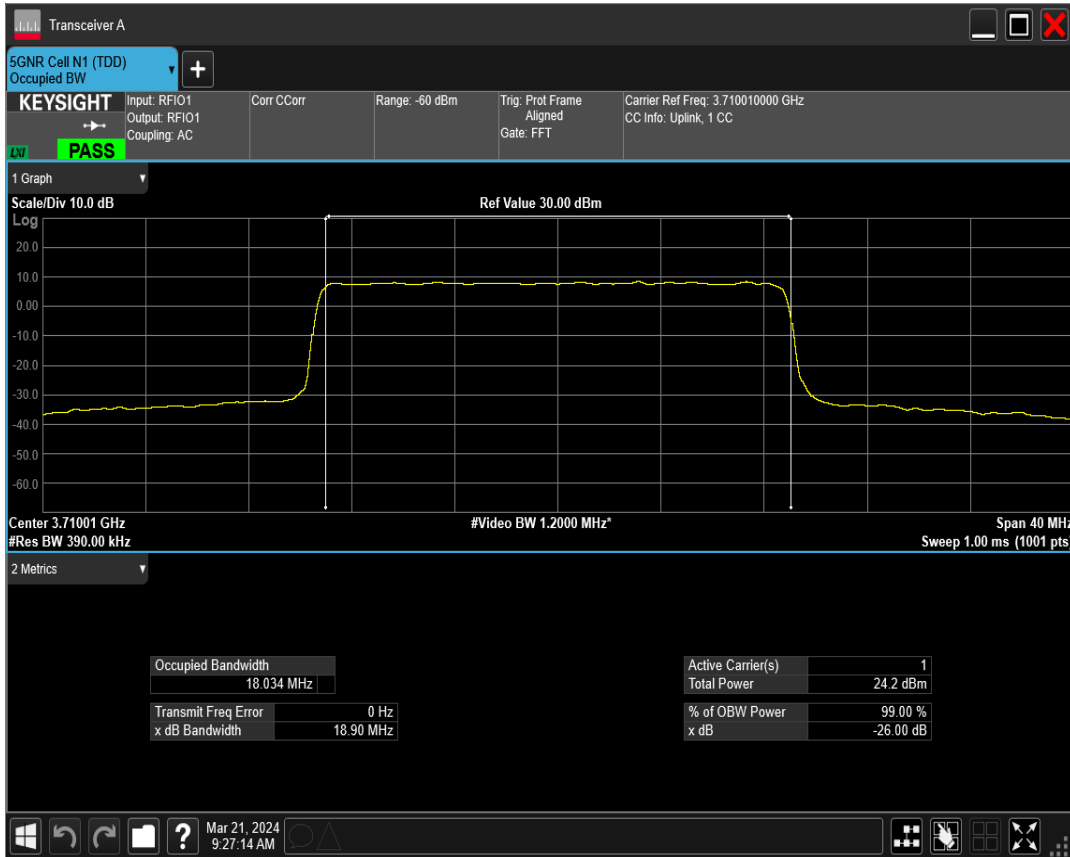 Transceiver A
5GNR Cell N1 (TDD)
Occupied BW
+
KEYSIGHT
LXI
PASS
Input: RFIO1
Output: RFIO1
Coupling: AC
Corr CCorr
Range: -60 dBm
Trig: Prot Frame
Aligned
Gate: FFT
Carrier Ref Freq: 3.710010000 GHz
CC Info: Uplink, 1 CC
1 Graph
Scale/Div 10.0 dB
Ref Value 30.00 dBm
Log
20.0
10.0
0.00
-10.0
-20.0
-30.0
-40.0
-50.0
-60.0
Center 3.71001 GHz
#Video BW 1.2000 MHz*
Span 40 MHz
#Res BW 390.00 kHz
Sweep 1.00 ms (1001 pts)
2 Metrics
Occupied Bandwidth
18.034 MHz
Transmit Freq Error 0 Hz
x dB Bandwidth 18.90 MHz
Active Carrier(s) 1
Total Power 24.2 dBm
% of OBW Power 99.00 %
x dB -26.00 dB
?
Mar 21, 2024
9:27:14 AM